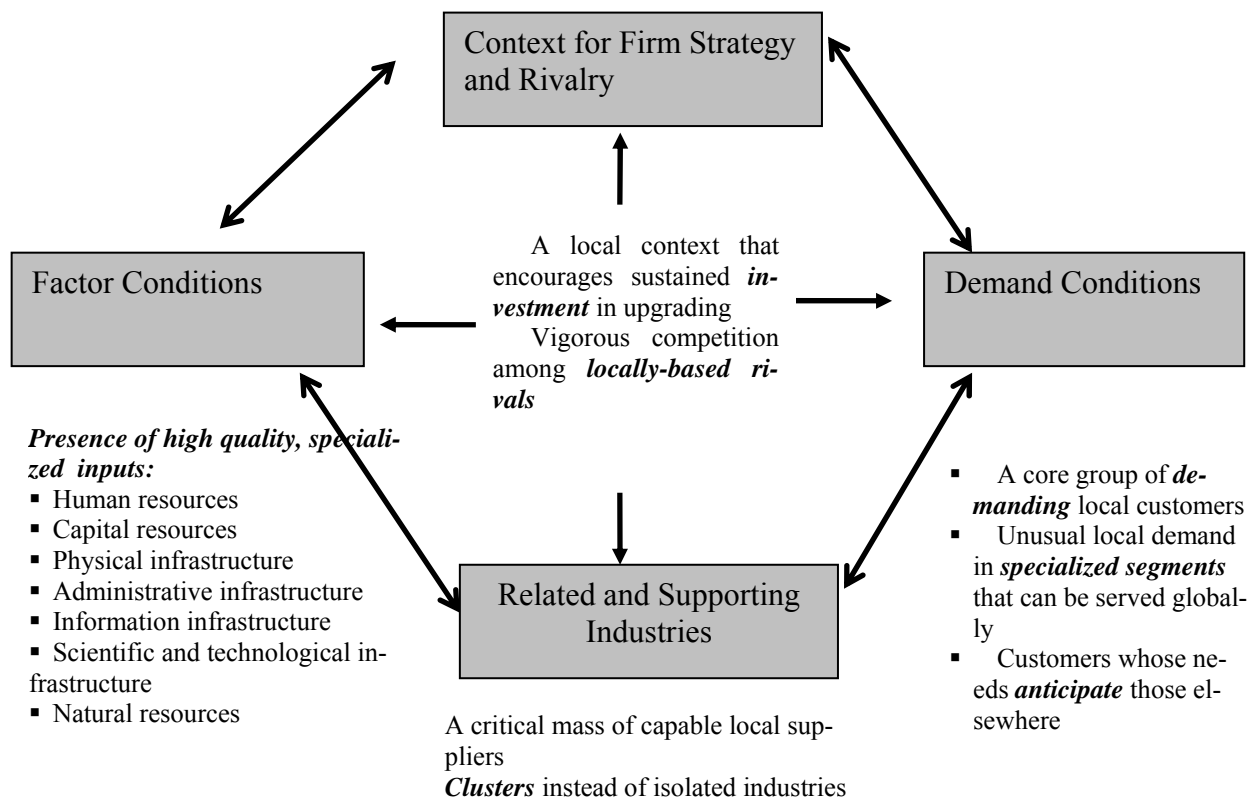 Context for Firm Strategy
and Rivalry
A local context that
encourages sustained in-
vestment in upgrading
Vigorous competition
among locally-based ri-
vals
Factor Conditions
Demand Conditions
Presence of high quality, speciali-
zed inputs:
▪ Human resources
▪ Capital resources
▪ Physical infrastructure
▪ Administrative infrastructure
▪ Information infrastructure
▪ Scientific and technological in-
frastructure
▪ Natural resources
▪ A core group of de-
manding local customers
▪ Unusual local demand
in specialized segments
that can be served global-
ly
▪ Customers whose ne-
eds anticipate those el-
sewhere
Related and Supporting
Industries
A critical mass of capable local sup-
pliers
Clusters instead of isolated industries